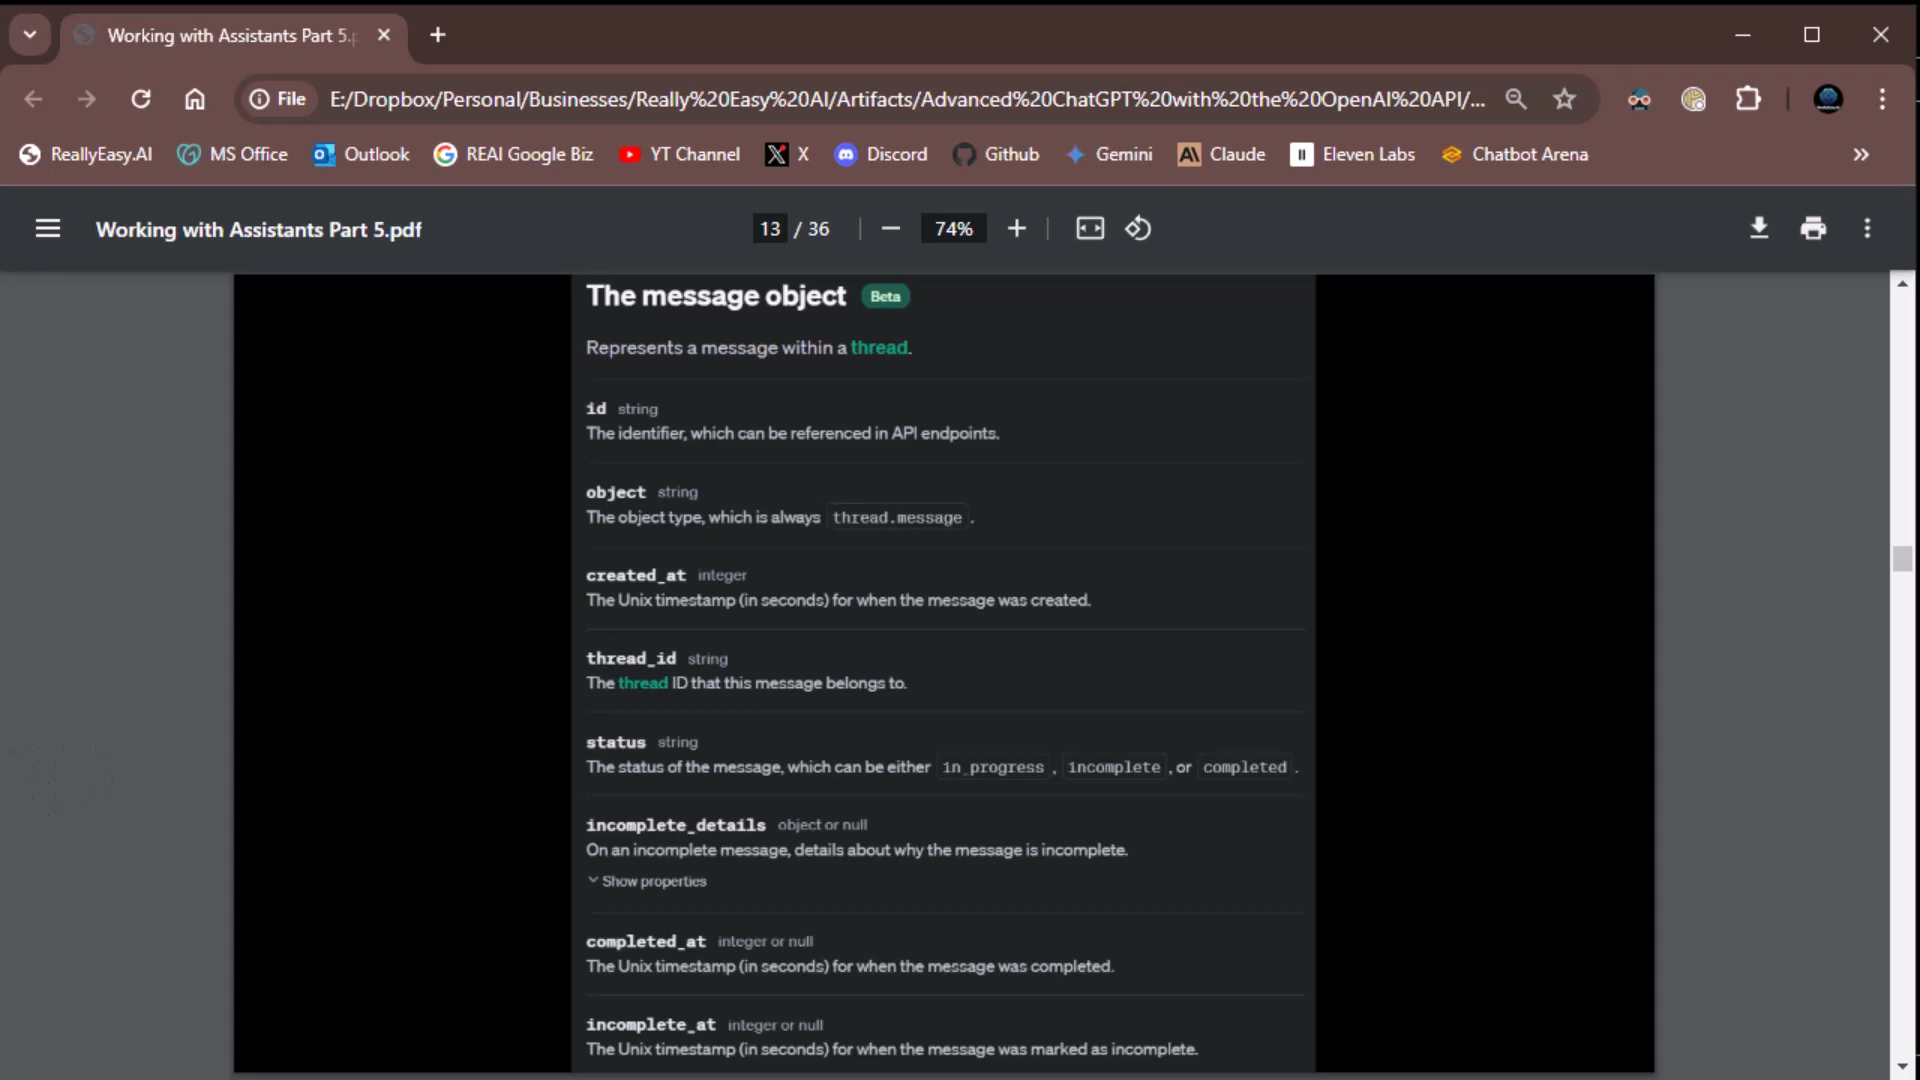 Working with Assistants Part 5.p
File
E:/Dropbox/Personal/Businesses/Really%20Easy%20AI/Artifacts/Advanced%20ChatGPT%20with%20the%20OpenAI%20API/...
ReallyEasy.AI MS Office Outlook REAI Google Biz YT Channel X Discord Github Gemini Claude Eleven Labs Chatbot Arena
Working with Assistants Part 5.pdf
13 / 36
74%
The message object Beta
Represents a message within a thread.
id string
The identifier, which can be referenced in API endpoints.
object string
The object type, which is always thread.message .
created_at integer
The Unix timestamp (in seconds) for when the message was created.
thread_id string
The thread ID that this message belongs to.
status string
The status of the message, which can be either in_progress , incomplete , or completed .
incomplete_details object or null
On an incomplete message, details about why the message is incomplete.
Show properties
completed_at integer or null
The Unix timestamp (in seconds) for when the message was completed.
incomplete_at integer or null
The Unix timestamp (in seconds) for when the message was marked as incomplete.